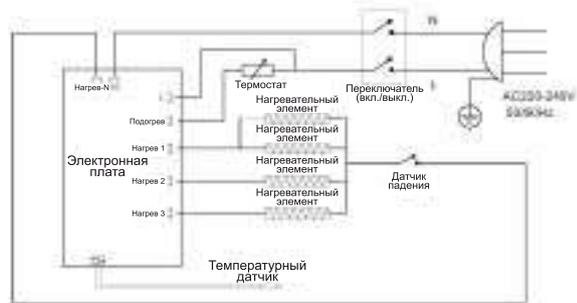 N
Нагрев-N
L
Термостат
Переключатель
(вкл./выкл.)
L
AC220-240V
50/60Hz
Подогрев
Нагревательный
элемент
Нагрев 1
Нагревательный
элемент
Электронная
плата
Нагревательный
элемент
Нагрев 2
Нагревательный
элемент
Нагрев 3
Датчик
падения
Температурный
датчик